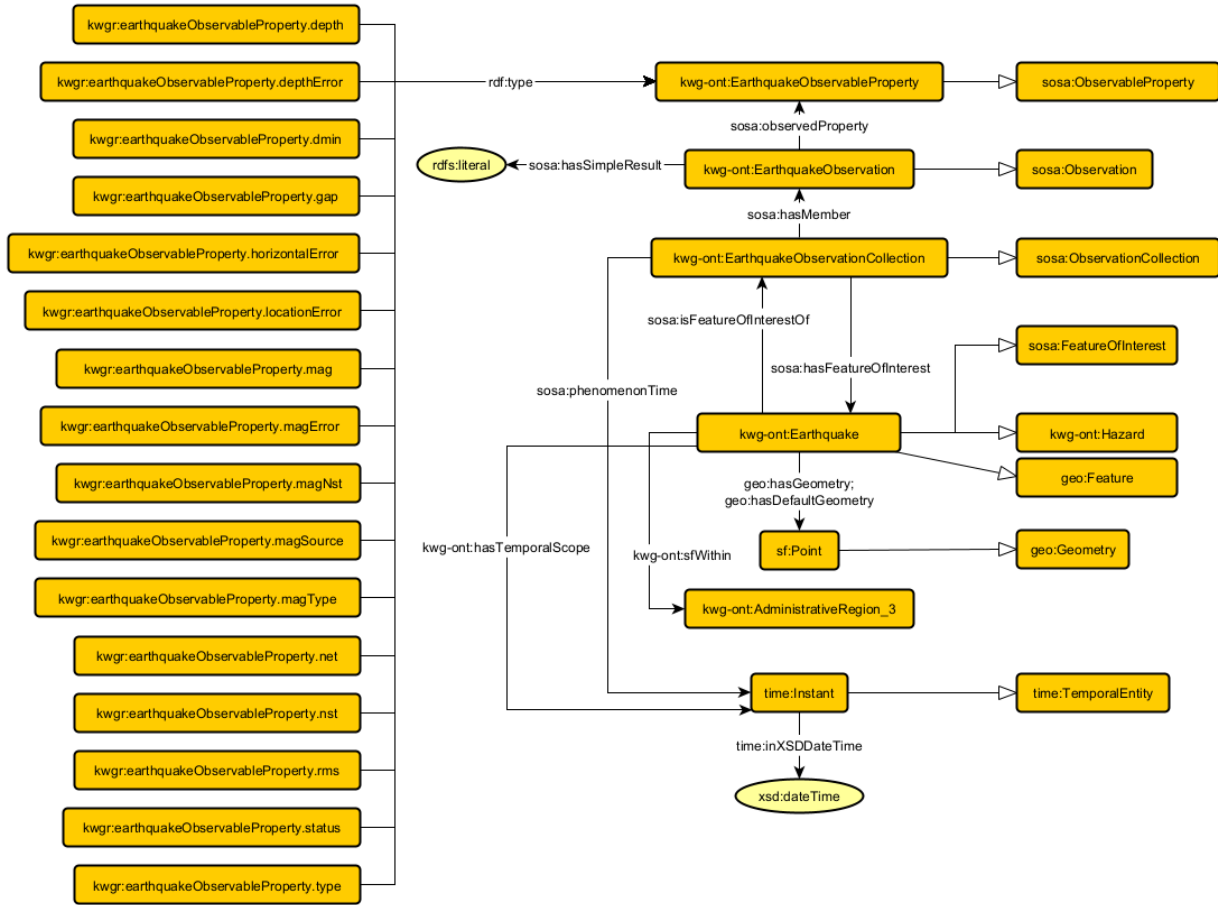 kwgr:earthquakeObservableProperty.depth
kwgr:earthquakeObservableProperty.depthError
kwgr:earthquakeObservableProperty.dmin
kwgr:earthquakeObservableProperty.gap
kwgr:earthquakeObservableProperty.horizontalError
kwgr:earthquakeObservableProperty.locationError
kwgr:earthquakeObservableProperty.mag
kwgr:earthquakeObservableProperty.magError
kwgr:earthquakeObservableProperty.magNst
kwgr:earthquakeObservableProperty.magSource
kwgr:earthquakeObservableProperty.magType
kwgr:earthquakeObservableProperty.net
kwgr:earthquakeObservableProperty.nst
kwgr:earthquakeObservableProperty.rms
kwgr:earthquakeObservableProperty.status
kwgr:earthquakeObservableProperty.type
rdf:type
kwg-ont:EarthquakeObservableProperty
sosa:ObservableProperty
sosa:observedProperty
rdfs:literal
sosa:hasSimpleResult
kwg-ont:EarthquakeObservation
sosa:Observation
sosa:hasMember
kwg-ont:EarthquakeObservationCollection
sosa:ObservationCollection
sosa:isFeatureOfInterestOf
sosa:hasFeatureOfInterest
sosa:phenomenonTime
sosa:FeatureOfInterest
kwg-ont:Earthquake
kwg-ont:Hazard
geo:Feature
geo:hasGeometry;
geo:hasDefaultGeometry
kwg-ont:hasTemporalScope
kwg-ont:sfWithin
sf:Point
geo:Geometry
kwg-ont:AdministrativeRegion_3
time:Instant
time:TemporalEntity
time:inXSDDateTime
xsd:dateTime